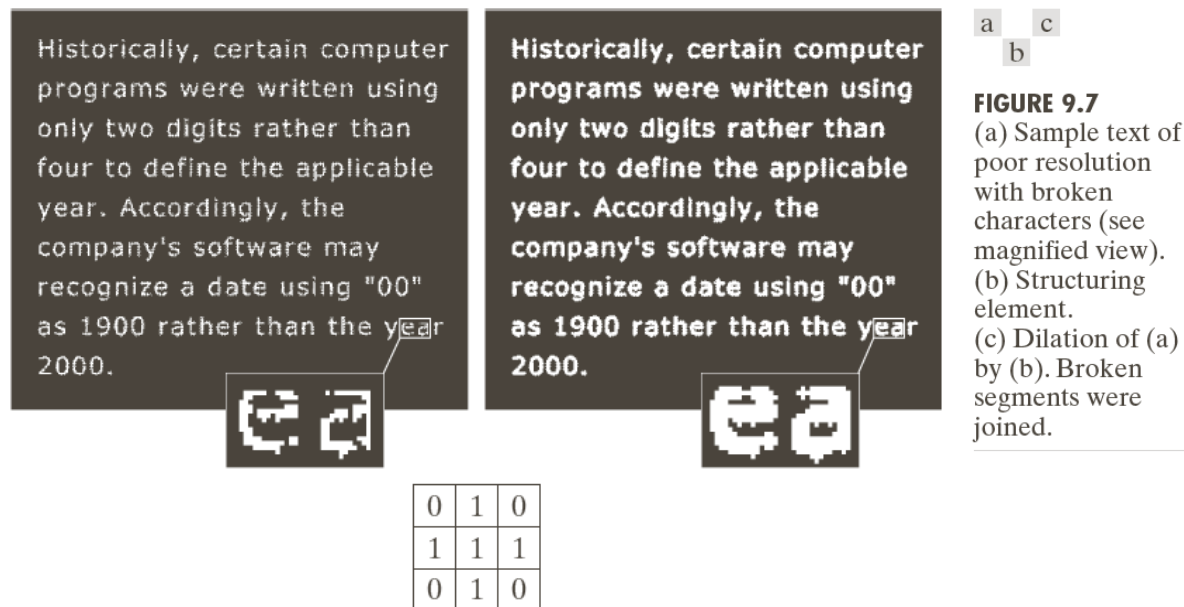 Historically, certain computer
programs were written using
only two digits rather than
four to define the applicable
year. Accordingly, the
company's software may
recognize a date using "00"
as 1900 rather than the year
2000.
e a
Historically, certain computer
programs were written using
only two digits rather than
four to define the applicable
year. Accordingly, the
company's software may
recognize a date using "00"
as 1900 rather than the year
2000.
e a
0 1 0
1 1 1
0 1 0
a c
b
FIGURE 9.7
(a) Sample text of
poor resolution
with broken
characters (see
magnified view).
(b) Structuring
element.
(c) Dilation of (a)
by (b). Broken
segments were
joined.